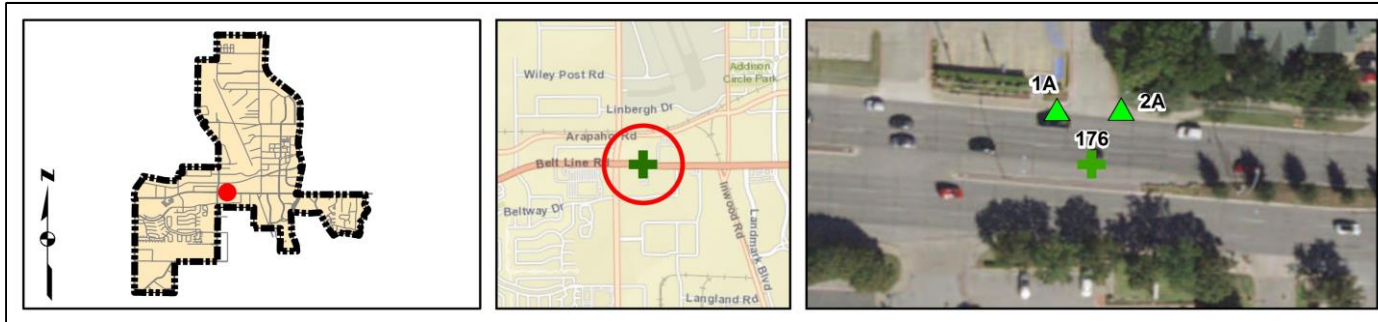 Z
Wiley Post Rd
Addison
Circle Park
Linbergh Dr
Arapaho Rd
Belt Line Rd
Beltway Dr
Inwood Rd
Landmark Blvd
Langland Rd
1A
2A
176